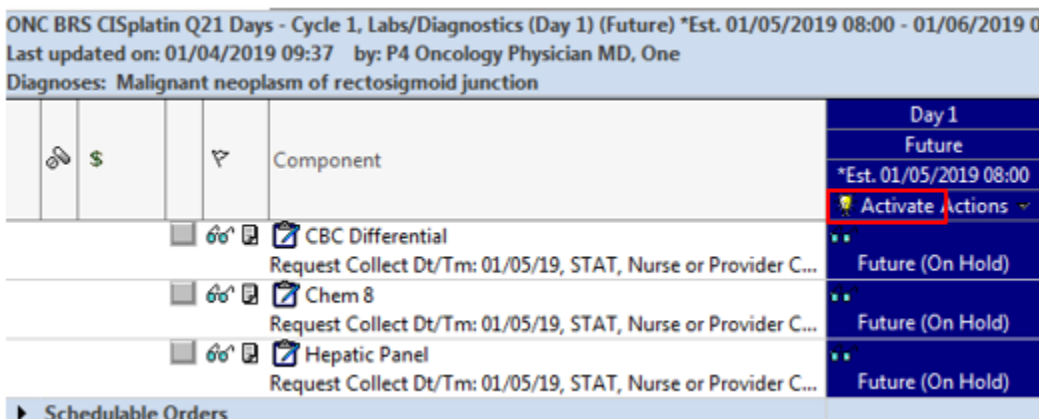 ONC BRS CISplatin Q21 Days - Cycle 1, Labs/Diagnostics (Day 1) (Future) *Est. 01/05/2019 08:00 - 01/06/2019 0
Last updated on: 01/04/2019 09:37 by: P4 Oncology Physician MD, One
Diagnoses: Malignant neoplasm of rectosigmoid junction
Day 1
Future
*Est. 01/05/2019 08:00
$ Component
Activate Actions
CBC Differential
Request Collect Dt/Tm: 01/05/19, STAT, Nurse or Provider C... Future (On Hold)
Chem 8
Request Collect Dt/Tm: 01/05/19, STAT, Nurse or Provider C... Future (On Hold)
Hepatic Panel
Request Collect Dt/Tm: 01/05/19, STAT, Nurse or Provider C... Future (On Hold)
Schedulable Orders